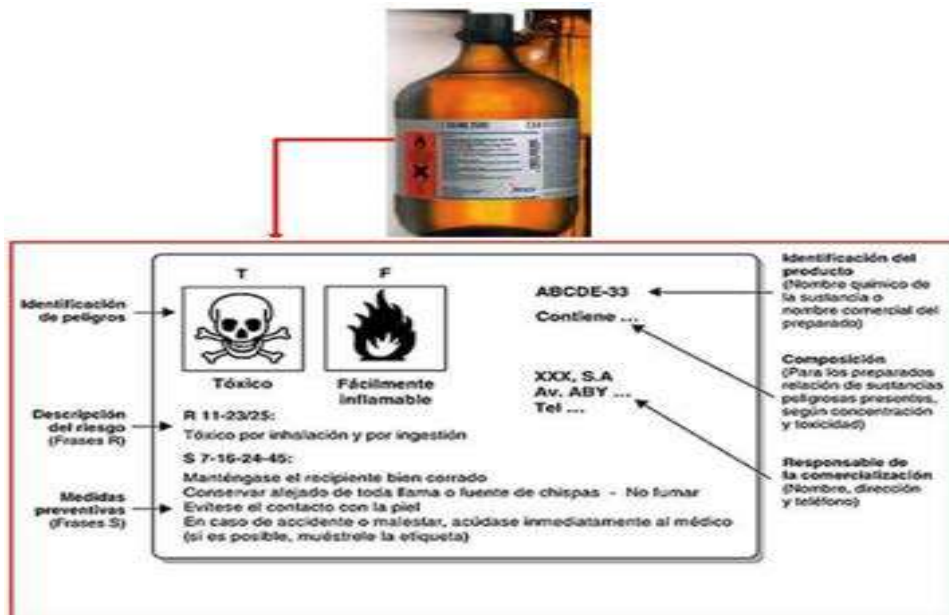 T
F
Identificación
de peligros
Tóxico
Fácilmente
inflamable
ABCDE-33
Contiene ...
XXX, S.A
Av. ABY ...
Tel ...
Identificación del
producto
(Nombre químico de
la sustancia o
nombre comercial del
preparado)
Composición
(Para los preparados
relación de sustancias
peligrosas presentes,
según concentración
y toxicidad)
Responsable de
la comercialización
(Nombre, dirección
y teléfono)
Descripción
del riesgo
(Frases R)
R 11-23/25:
Tóxico por inhalación y por ingestión
S 7-16-24-45:
Medidas
preventivas
(Frases S)
Manténgase el recipiente bien cerrado
Conservar alejado de toda llama o fuente de chispas - No fumar
Evítese el contacto con la piel
En caso de accidente o malestar, acúdase inmediatamente al médico
(si es posible, muéstrele la etiqueta)